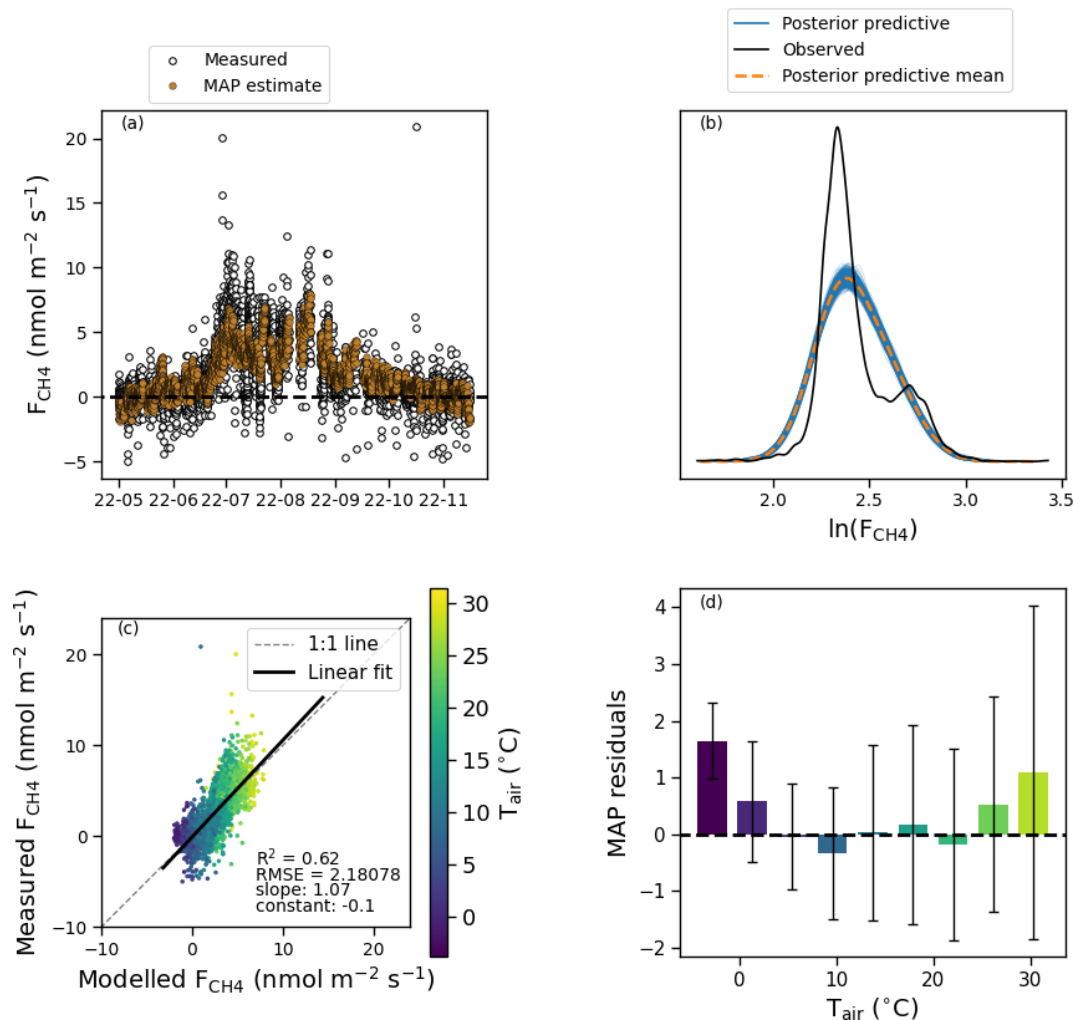 Measured
MAP estimate
(a)
F_CH4 (nmol m⁻² s⁻¹)
20
15
10
5
0
−5
22-05 22-06 22-07 22-08 22-09 22-10 22-11
Posterior predictive
Observed
Posterior predictive mean
(b)
2.0 2.5 3.0 3.5
ln(F_CH4)
(c)
1:1 line
Linear fit
Measured F_CH4 (nmol m⁻² s⁻¹)
20
10
0
−10
R² = 0.62
RMSE = 2.18078
slope: 1.07
constant: -0.1
−10 0 10 20
Modelled F_CH4 (nmol m⁻² s⁻¹)
30
25
20
15
10
5
0
T_air (°C)
(d)
MAP residuals
4
3
2
1
0
−1
−2
0 10 20 30
T_air (°C)